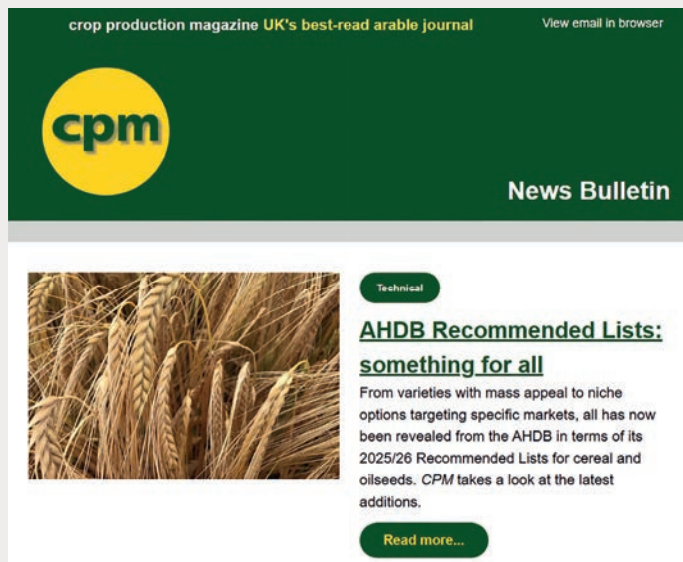 crop production magazine UK's best-read arable journal
View email in browser
cpm
News Bulletin
Technical
AHDB Recommended Lists:
something for all
From varieties with mass appeal to niche
options targeting specific markets, all has now
been revealed from the AHDB in terms of its
2025/26 Recommended Lists for cereal and
oilseeds. CPM takes a look at the latest
additions.
Read more...